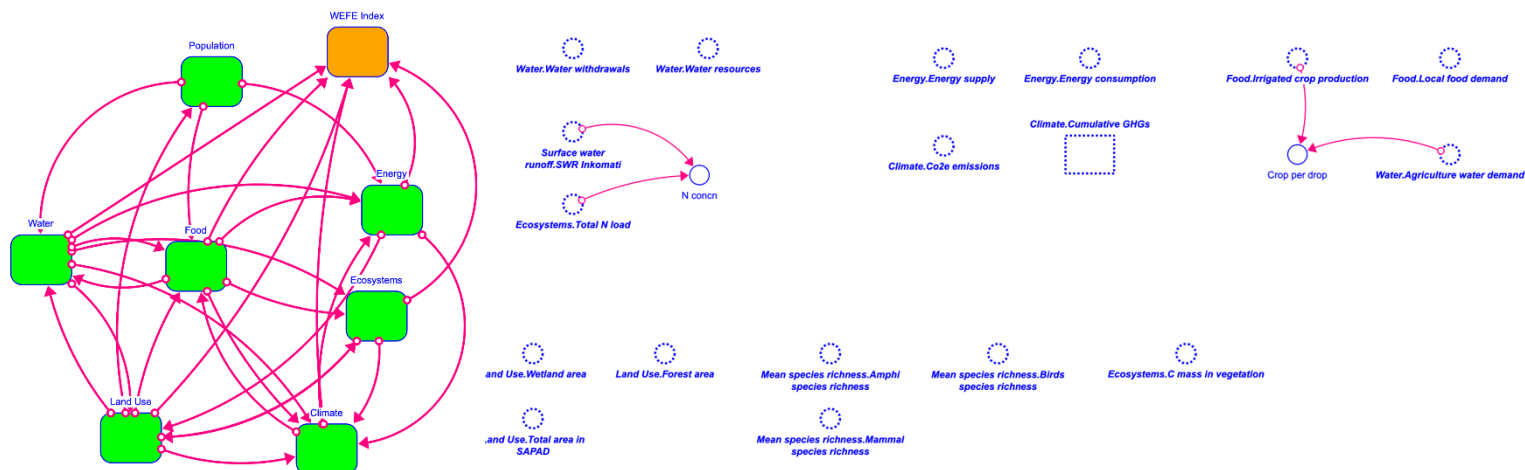 WEFE Index
Population
Energy
Water
Food
Ecosystems
Land Use
Climate
Water.Water withdrawals
Water.Water resources
Surface water
runoff.SWR Inkomati
N concn
Ecosystems.Total N load
Energy.Energy supply
Energy.Energy consumption
Climate.Co2e emissions
Climate.Cumulative GHGs
Food.Irrigated crop production
Food.Local food demand
Crop per drop
Water.Agriculture water demand
.and Use.Wetland area
Land Use.Forest area
Mean species richness.Amphi
species richness
Mean species richness.Birds
species richness
Ecosystems.C mass in vegetation
.and Use.Total area in
SAPAD
Mean species richness.Mammal
species richness